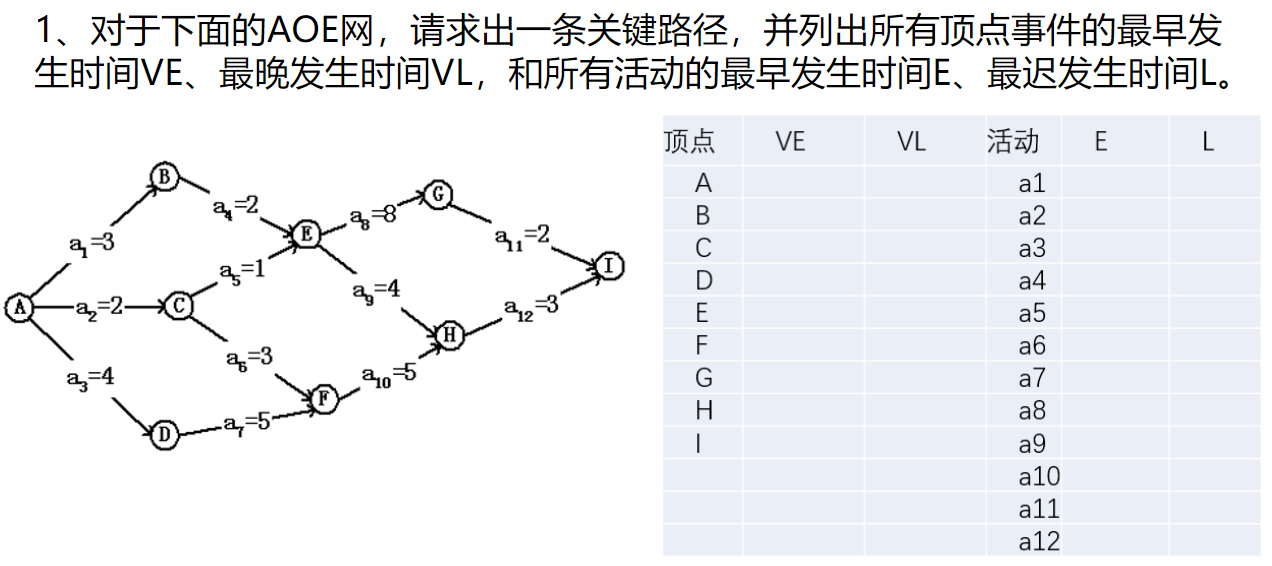 1、对于下面的AOE网，请求出一条关键路径，并列出所有顶点事件的最早发
生时间VE、最晚发生时间VL，和所有活动的最早发生时间E、最迟发生时间L。
B
a4=2
G
a1=3
a8=8
E
a11=2
a5=1
I
A
a2=2
C
a9=4
a12=3
H
a6=3
a3=4
a10=5
F
a7=5
D
顶点 VE VL 活动 E L
A a1
B a2
C a3
D a4
E a5
F a6
G a7
H a8
I a9
a10
a11
a12